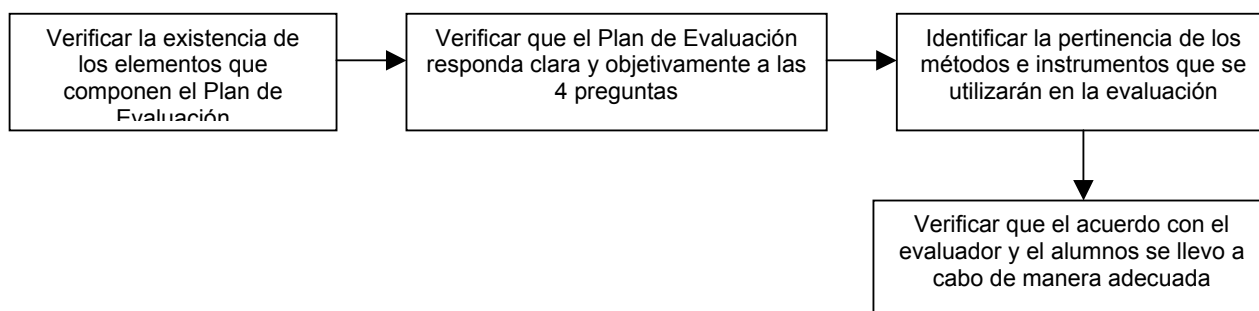 Verificar la existencia de
los elementos que
componen el Plan de
Evaluación
Verificar que el Plan de Evaluación
responda clara y objetivamente a las
4 preguntas
Identificar la pertinencia de los
métodos e instrumentos que se
utilizarán en la evaluación
Verificar que el acuerdo con el
evaluador y el alumnos se llevo a
cabo de manera adecuada